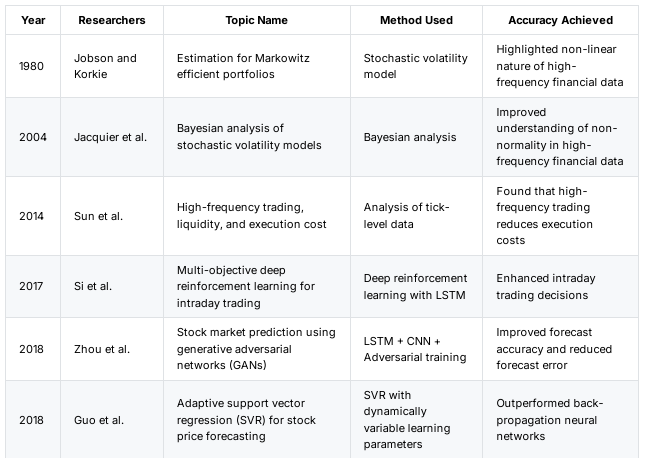 Year Researchers Topic Name Method Used Accuracy Achieved
1980
Jobson and
Korkie
Estimation for Markowitz
efficient portfolios
Stochastic volatility
model
Highlighted non-linear
nature of high-
frequency financial data
2004
Jacquier et al.
Bayesian analysis of
stochastic volatility models
Bayesian analysis
Improved
understanding of non-
normality in high-
frequency financial data
2014
Sun et al.
High-frequency trading,
liquidity, and execution cost
Analysis of tick-
level data
Found that high-
frequency trading
reduces execution
costs
2017
Si et al.
Multi-objective deep
reinforcement learning for
intraday trading
Deep reinforcement
learning with LSTM
Enhanced intraday
trading decisions
2018
Zhou et al.
Stock market prediction using
generative adversarial
networks (GANs)
LSTM + CNN +
Adversarial training
Improved forecast
accuracy and reduced
forecast error
2018
Guo et al.
Adaptive support vector
regression (SVR) for stock
price forecasting
SVR with
dynamically
variable learning
parameters
Outperformed back-
propagation neural
networks